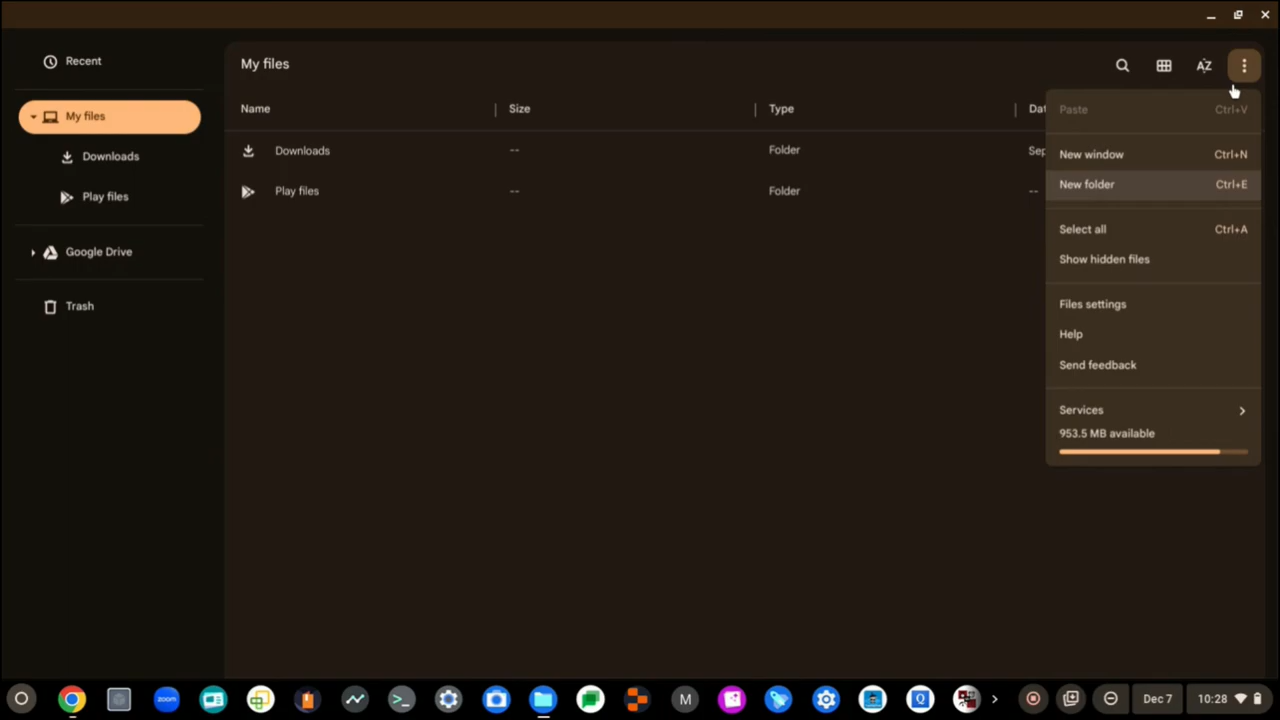 Recent
My files
Downloads
Play files
Google Drive
Trash
My files
Name Size Type Dat
Downloads -- Folder Sep
Play files -- Folder --
Paste Ctrl+V
New window Ctrl+N
New folder Ctrl+E
Select all Ctrl+A
Show hidden files
Files settings
Help
Send feedback
Services
953.5 MB available
zoom
M
Q
Dec 7
10:28